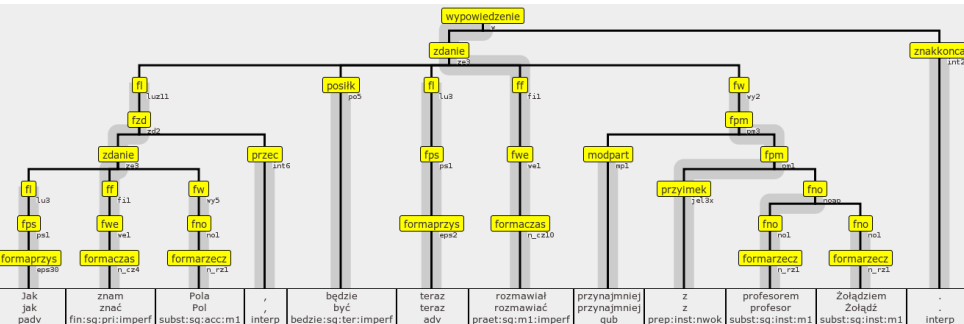 wypowiedzenie
w
zdanie znakkonca
ze3 int2
fl posiłk fl ff fw
luz11 po5 lu3 fi1 wy2
fzd fpm
zd2 pm3
zdanie przec fps fwe modpart fpm
ze3 int6 ps1 we1 mp1 pm1
fl ff fw przyimek fno
lu3 fi1 wy5 jel3x noap
fps fwe fno formaprzys formaczas fno fno
ps1 we1 no1 eps2 n_cz10 no1 no1
formaprzys formaczas formarzecz formarzecz formarzecz
eps30 n_cz4 n_rz1 n_rz1 n_rz1
Jak znam Pola , będzie teraz rozmawiał przynajmniej z profesorem Żołądziem .
jak znać Pol , być teraz rozmawiać przynajmniej z profesor Żołądź .
padv fin:sg:pri:imperf subst:sg:acc:m1 interp bedzie:sg:ter:imperf adv praet:sg:m1:imperf qub prep:inst:nwok subst:sg:inst:m1 subst:sg:inst:m1 interp